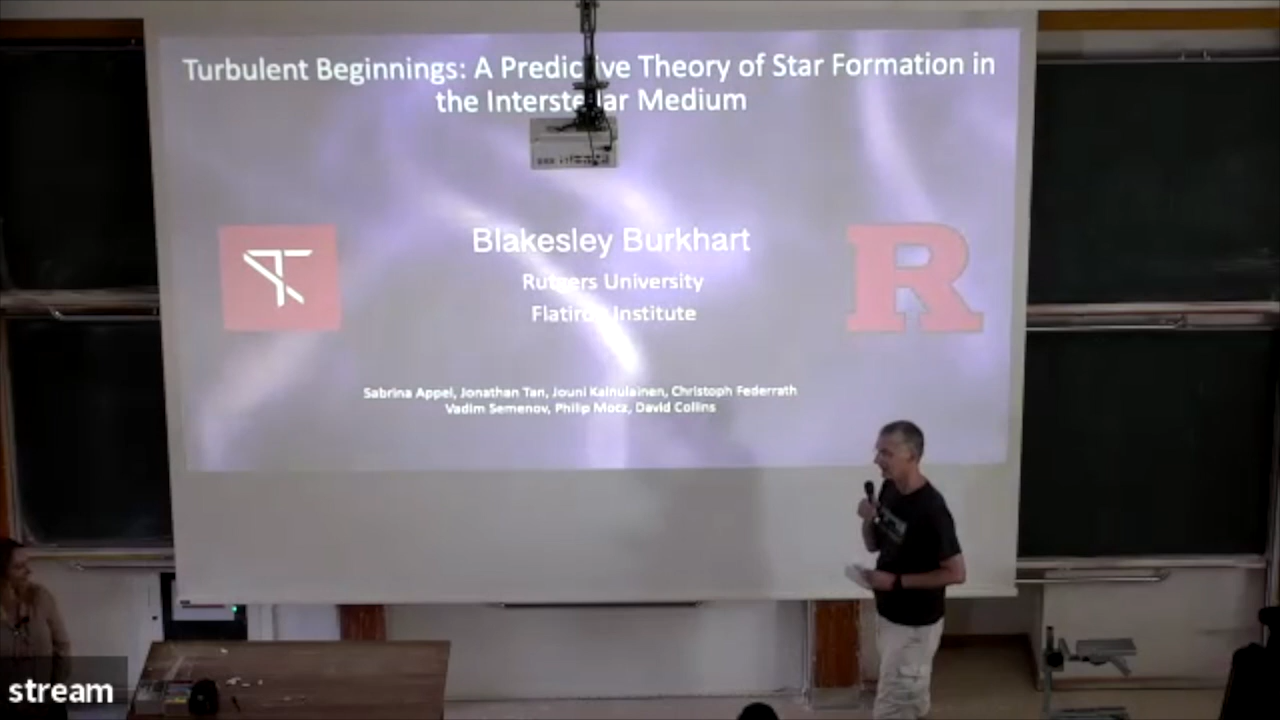 Turbulent Beginnings: A Predictive Theory of Star Formation in
the Interstellar Medium
Blakesley Burkhart
Rutgers University
Flatiron Institute
R
Sabrina Appel, Jonathan Tan, Jouni Kainulainen, Christoph Federrath
Vadim Semenov, Philip Mocz, David Collins
stream